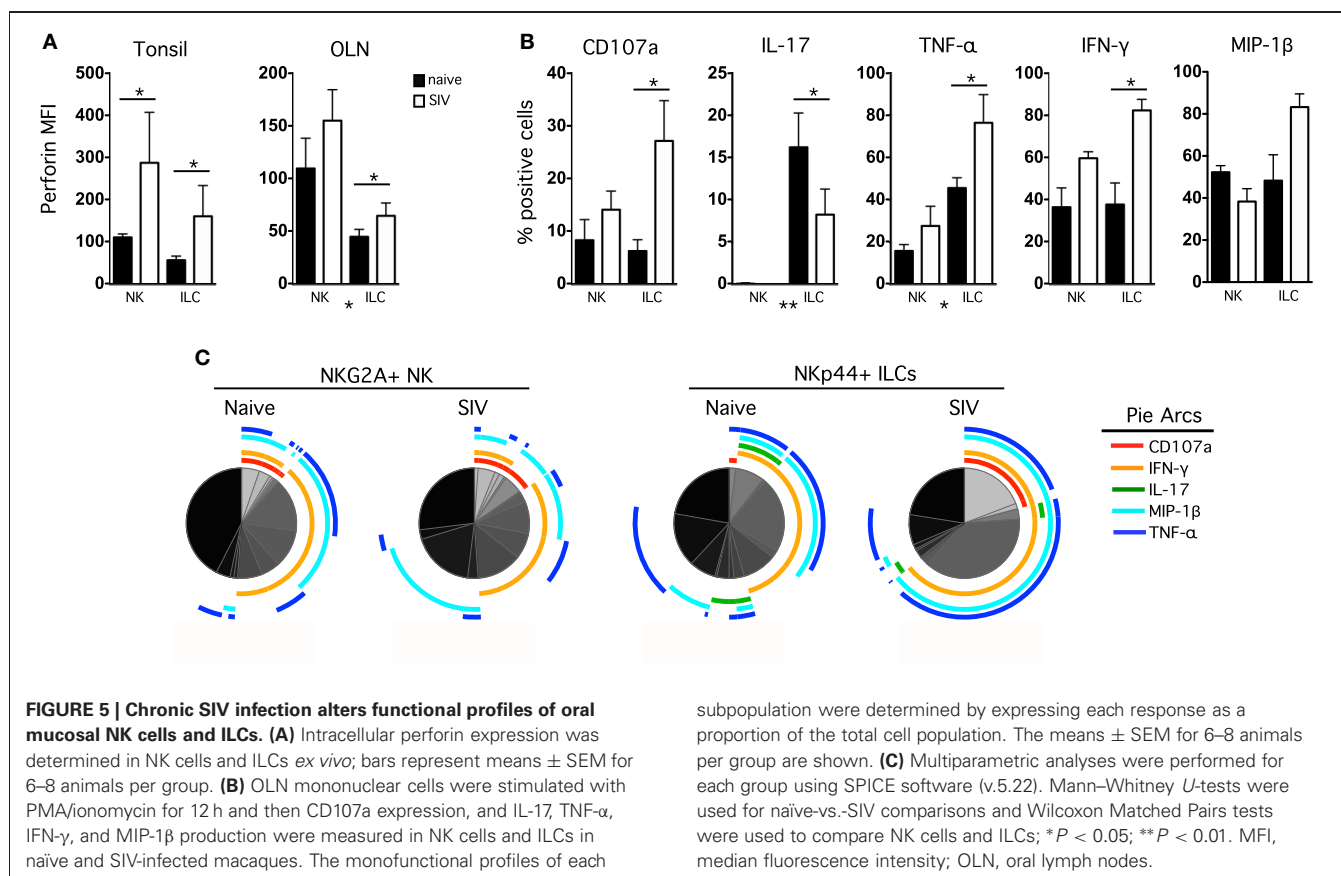 A
Tonsil
OLN
500
400
300
200
100
0
Perforin MFI
*
*
NK
ILC
200
150
100
50
0
*
NK
ILC
*
naive
SIV
B
CD107a
IL-17
TNF-α
IFN-γ
MIP-1β
% positive cells
40
30
20
10
0
*
NK
ILC
25
20
15
10
5
0
*
NK
ILC
**
100
80
60
40
20
0
*
NK
ILC
*
100
80
60
40
20
0
*
NK
ILC
100
80
60
40
20
0
NK
ILC
C
NKG2A+ NK
NKp44+ ILCs
Naive
SIV
Naive
SIV
Pie Arcs
CD107a
IFN-γ
IL-17
MIP-1β
TNF-α
FIGURE 5 | Chronic SIV infection alters functional profiles of oral
mucosal NK cells and ILCs. (A) Intracellular perforin expression was
determined in NK cells and ILCs ex vivo; bars represent means ± SEM for
6–8 animals per group. (B) OLN mononuclear cells were stimulated with
PMA/ionomycin for 12 h and then CD107a expression, and IL-17, TNF-α,
IFN-γ, and MIP-1β production were measured in NK cells and ILCs in
naïve and SIV-infected macaques. The monofunctional profiles of each
subpopulation were determined by expressing each response as a
proportion of the total cell population. The means ± SEM for 6–8 animals
per group are shown. (C) Multiparametric analyses were performed for
each group using SPICE software (v.5.22). Mann–Whitney U-tests were
used for naïve-vs.-SIV comparisons and Wilcoxon Matched Pairs tests
were used to compare NK cells and ILCs; *P < 0.05; **P < 0.01. MFI,
median fluorescence intensity; OLN, oral lymph nodes.